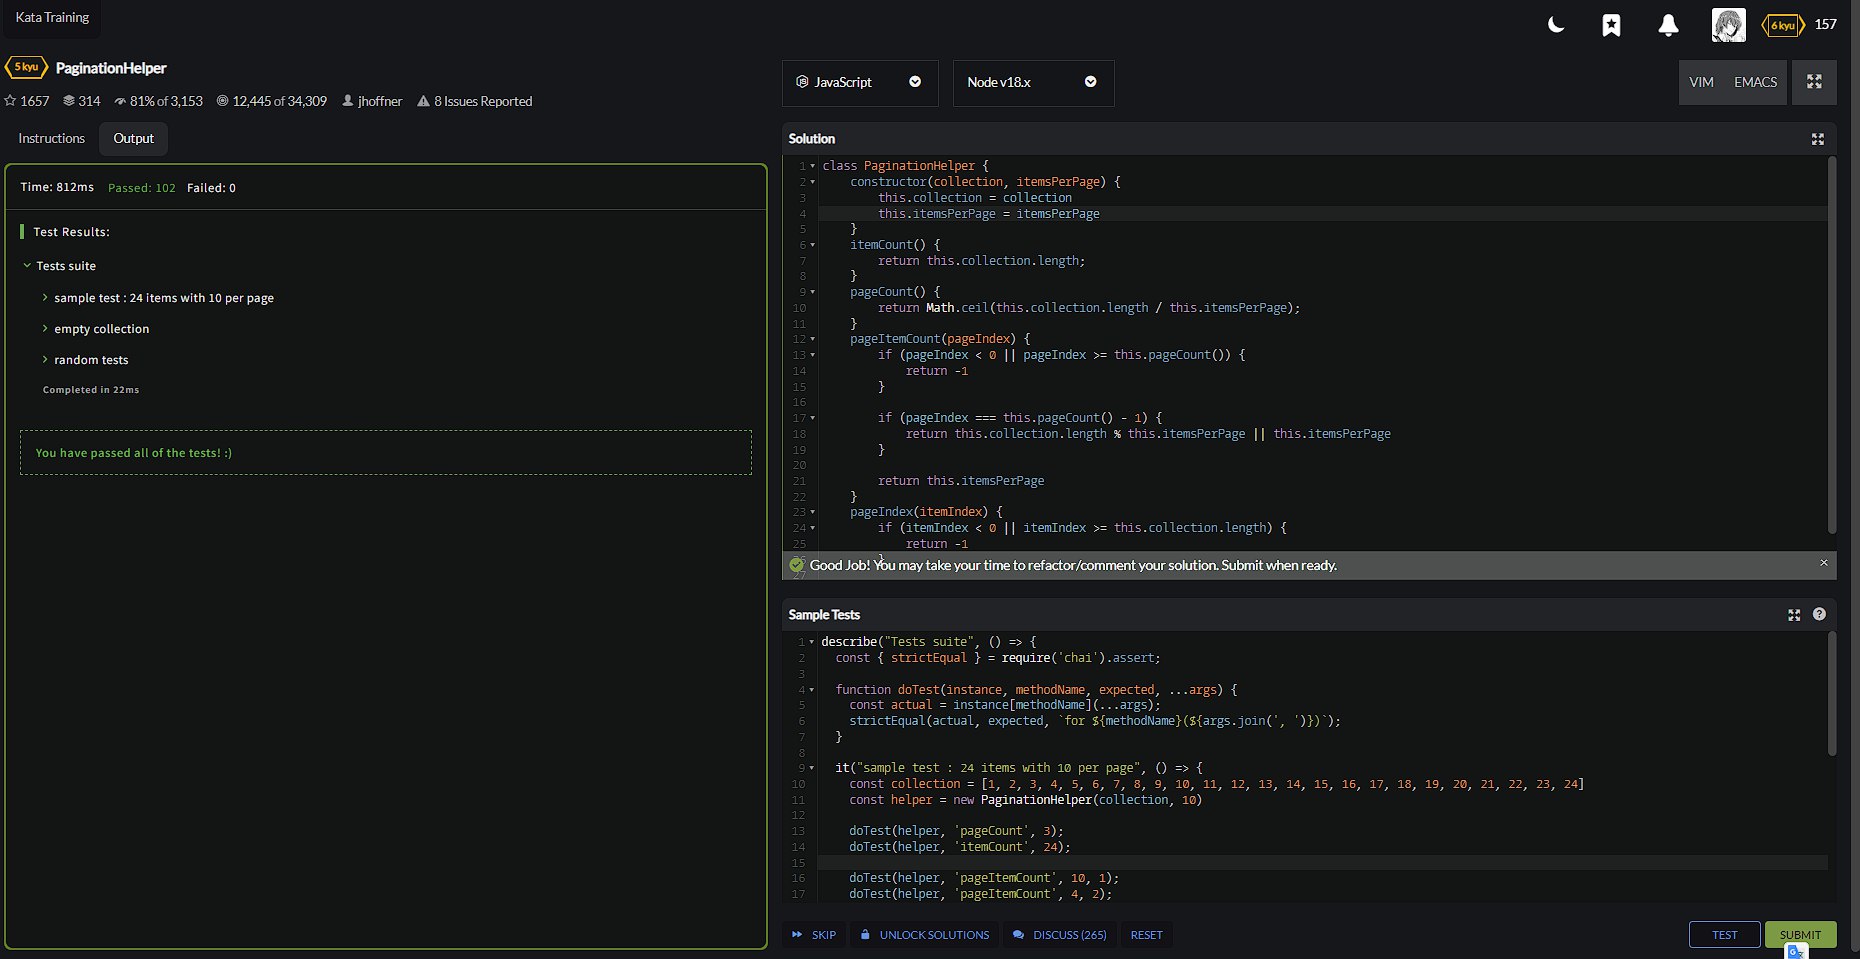 Kata Training
6 kyu 157
5 kyu PaginationHelper
1657 314 81% of 3,153 12,445 of 34,309 jhoffner 8 Issues Reported
Instructions Output
Time: 812ms Passed: 102 Failed: 0
Test Results:
Tests suite
sample test : 24 items with 10 per page
empty collection
random tests
Completed in 22ms
You have passed all of the tests! :)
JavaScript Node v18.x VIM EMACS
Solution
1 class PaginationHelper {
2 constructor(collection, itemsPerPage) {
3 this.collection = collection
4 this.itemsPerPage = itemsPerPage
5 }
6 itemCount() {
7 return this.collection.length;
8 }
9 pageCount() {
10 return Math.ceil(this.collection.length / this.itemsPerPage);
11 }
12 pageItemCount(pageIndex) {
13 if (pageIndex < 0 || pageIndex >= this.pageCount()) {
14 return -1
15 }
16
17 if (pageIndex === this.pageCount() - 1) {
18 return this.collection.length % this.itemsPerPage || this.itemsPerPage
19 }
20
21 return this.itemsPerPage
22 }
23 pageIndex(itemIndex) {
24 if (itemIndex < 0 || itemIndex >= this.collection.length) {
25 return -1
26 }
27
Good Job! You may take your time to refactor/comment your solution. Submit when ready.
Sample Tests
1 describe("Tests suite", () => {
2 const { strictEqual } = require('chai').assert;
3
4 function doTest(instance, methodName, expected, ...args) {
5 const actual = instance[methodName](...args);
6 strictEqual(actual, expected, `for ${methodName}(${args.join(', ')})`);
7 }
8
9 it("sample test : 24 items with 10 per page", () => {
10 const collection = [1, 2, 3, 4, 5, 6, 7, 8, 9, 10, 11, 12, 13, 14, 15, 16, 17, 18, 19, 20, 21, 22, 23, 24]
11 const helper = new PaginationHelper(collection, 10)
12
13 doTest(helper, 'pageCount', 3);
14 doTest(helper, 'itemCount', 24);
15
16 doTest(helper, 'pageItemCount', 10, 1);
17 doTest(helper, 'pageItemCount', 4, 2);
SKIP UNLOCK SOLUTIONS DISCUSS (265) RESET TEST SUBMIT